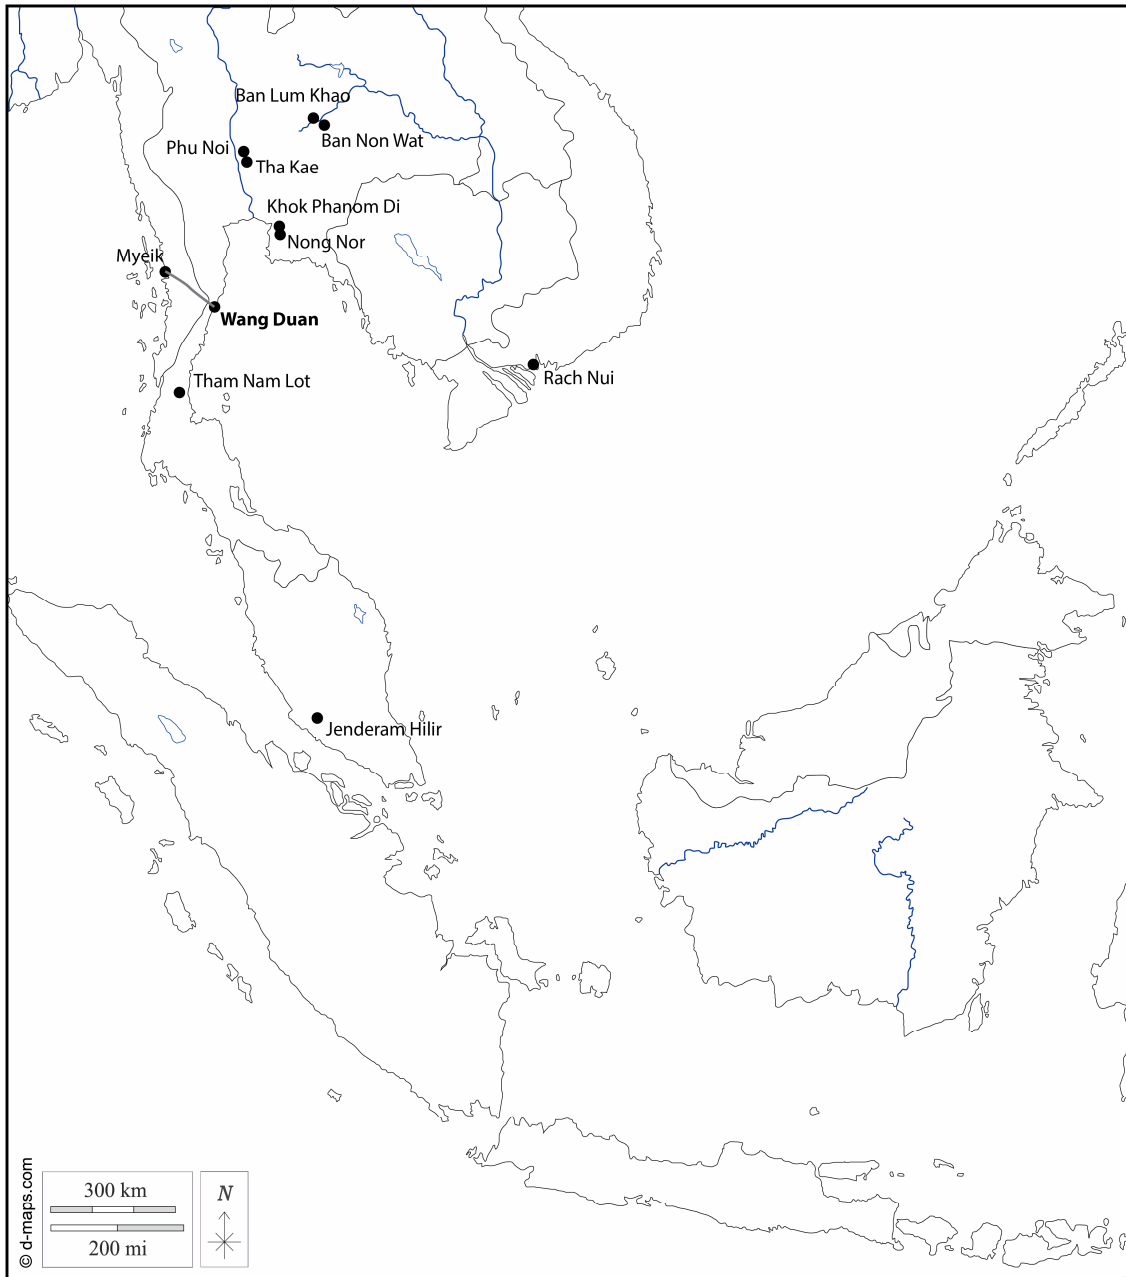 Ban Lum Khao
Ban Non Wat
Phu Noi
Tha Kae
Khok Phanom Di
Nong Nor
Myeik
Wang Duan
Rach Nui
Tham Nam Lot
Jenderam Hilir
© d-maps.com
300 km
200 mi
N